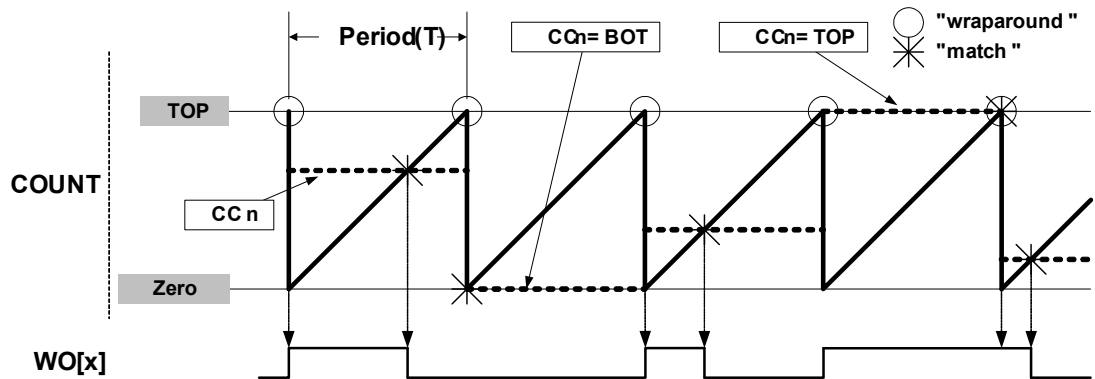 Period(T)
CCn= BOT
CCn= TOP
"wraparound "
"match "
TOP
COUNT
CC n
Zero
WO[x]